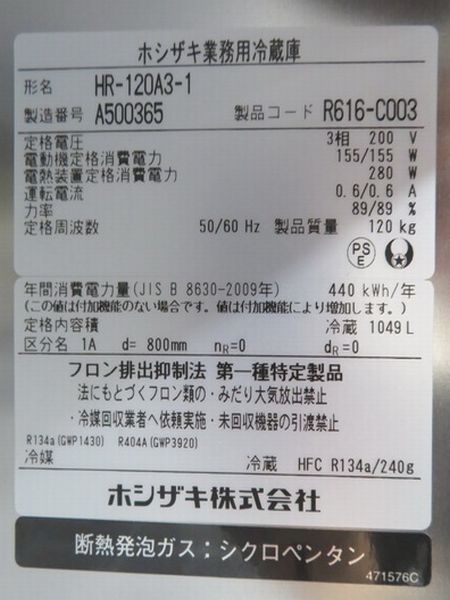 ホシザキ業務用冷蔵庫
形名 HR-120A3-1
製造番号 A500365 製品コード R616-C003
定格電圧 3相 200 V
電動機定格消費電力 155/155 W
電熱装置定格消費電力 280 W
運転電流 0.6/0.6 A
力率 89/89 %
定格周波数 50/60 Hz 製品質量 120 kg
PS
E
年間消費電力量(JIS B 8630-2009年) 440 kWh/年
(この値は付加機能のない場合です。値は付加機能により増加します。)
定格内容積 冷蔵 1049 L
区分名 1A d= 800mm nR=0 dR=0
フロン排出抑制法 第一種特定製品
法にもとづくフロン類の・みだり大気放出禁止
・冷媒回収業者へ依頼実施・未回収機器の引渡禁止
R134a(GWP1430) R404A(GWP3920)
冷媒 冷蔵 HFC R134a/240g
ホシザキ株式会社
断熱発泡ガス:シクロペンタン
471576C